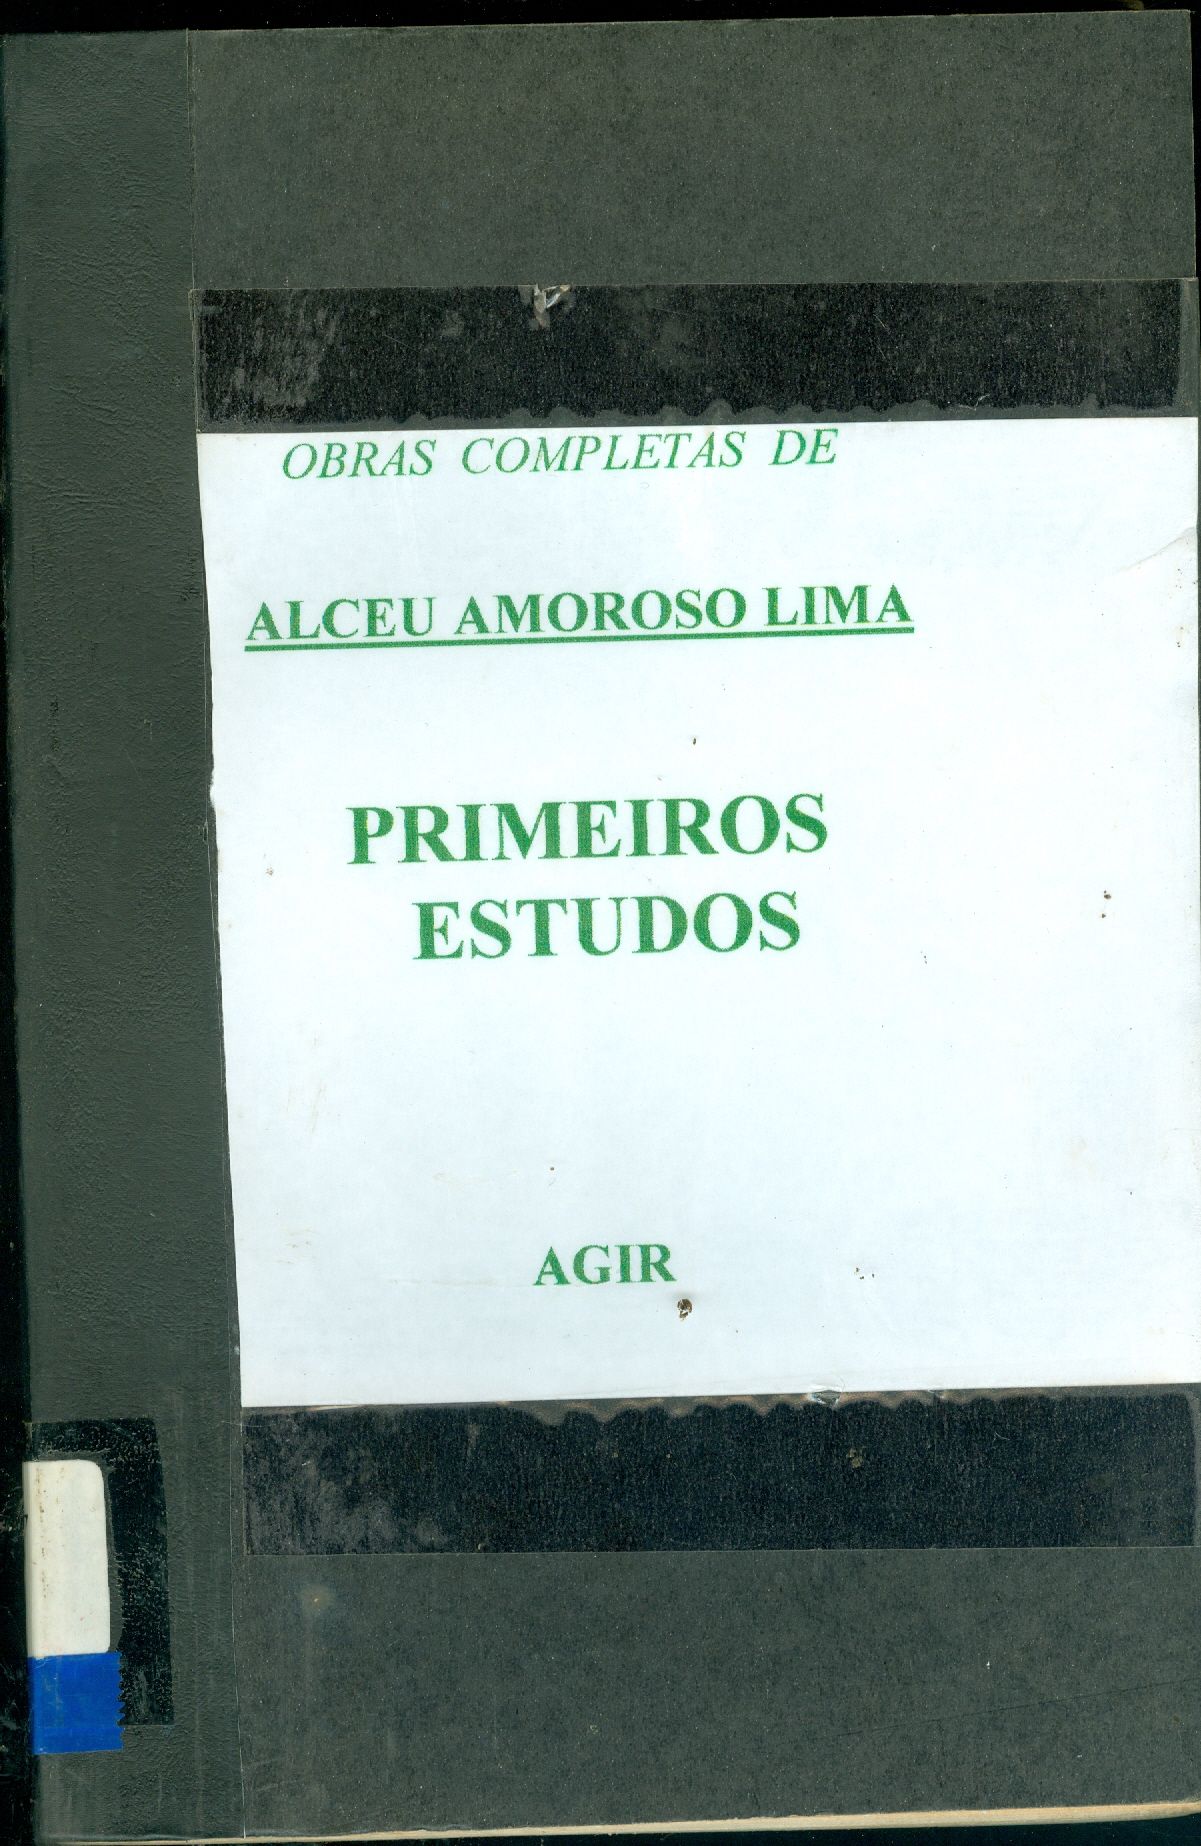 OBRAS COMPLETAS DE
ALCEU AMOROSO LIMA
PRIMEIROS
ESTUDOS
AGIR